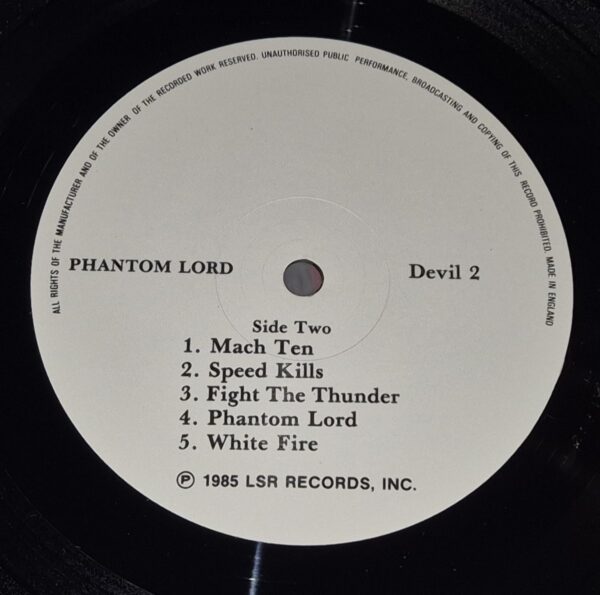 ALL RIGHTS OF THE MANUFACTURER AND OF THE OWNER OF THE RECORDED WORK RESERVED. UNAUTHORISED PUBLIC PERFORMANCE, BROADCASTING AND COPYING OF THIS RECORD PROHIBITED. MADE IN ENGLAND
PHANTOM LORD
Devil 2
Side Two
1. Mach Ten
2. Speed Kills
3. Fight The Thunder
4. Phantom Lord
5. White Fire
Ⓟ 1985 LSR RECORDS, INC.